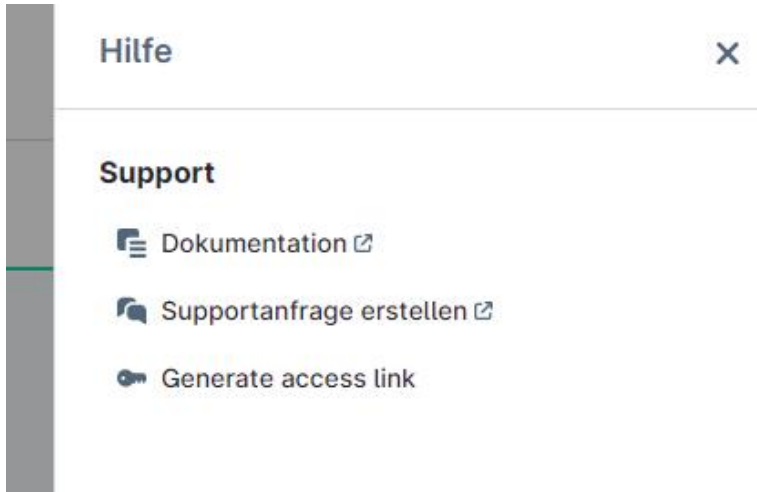 Hilfe
Support
Dokumentation
Supportanfrage erstellen
Generate access link